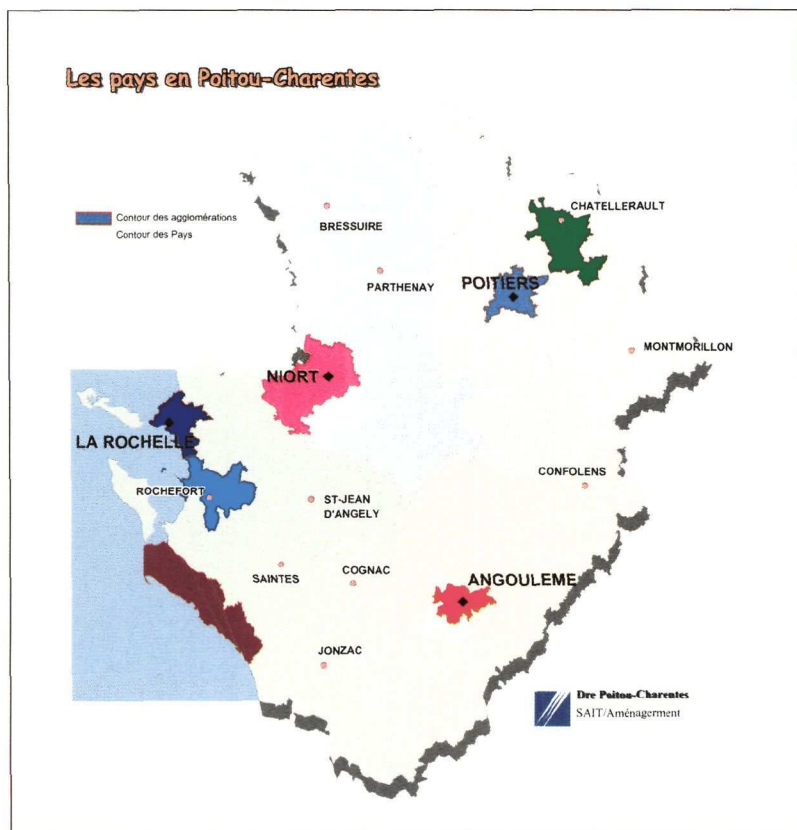 Les pays en Poitou-Charentes
Contour des agglomérations
Contour des Pays
BRESSUIRE
CHATELLERAULT
PARTHENAY
POITIERS
MONTMORILLON
NIORT
LA ROCHELLE
CONFOLENS
ROCHEFORT
ST-JEAN
D'ANGELY
SAINTES
COGNAC
ANGOULEME
JONZAC
Dre Poitou-Charentes
SAIT/Aménagerment